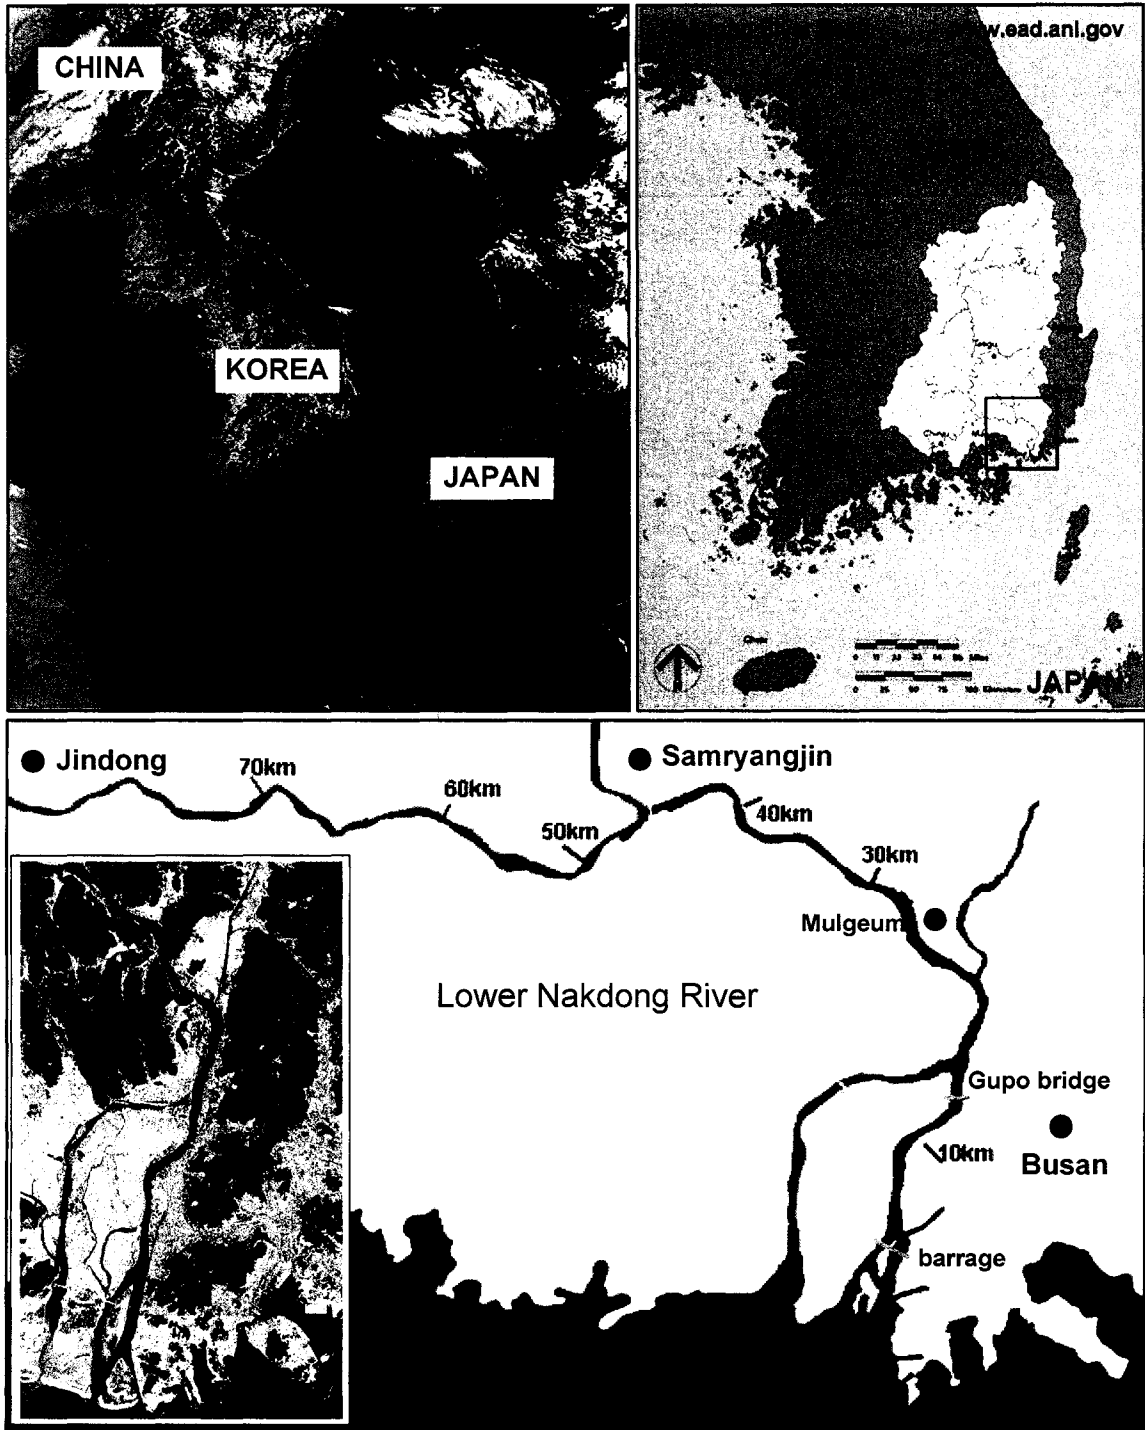 CHINA
KOREA
JAPAN
w.ead.anl.gov
JAPAN
Jindong
70km
60km
50km
Samryangjin
40km
30km
Mulgeum
Lower Nakdong River
Gupo bridge
10km
Busan
barrage